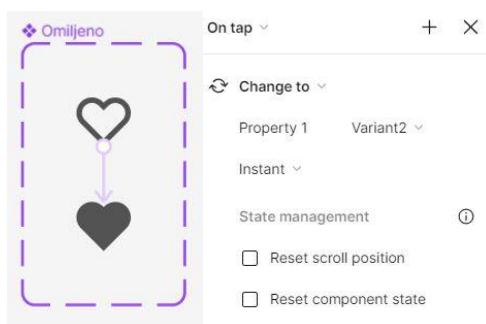 Omiljeno
On tap
Change to
Property 1 Variant2
Instant
State management
Reset scroll position
Reset component state